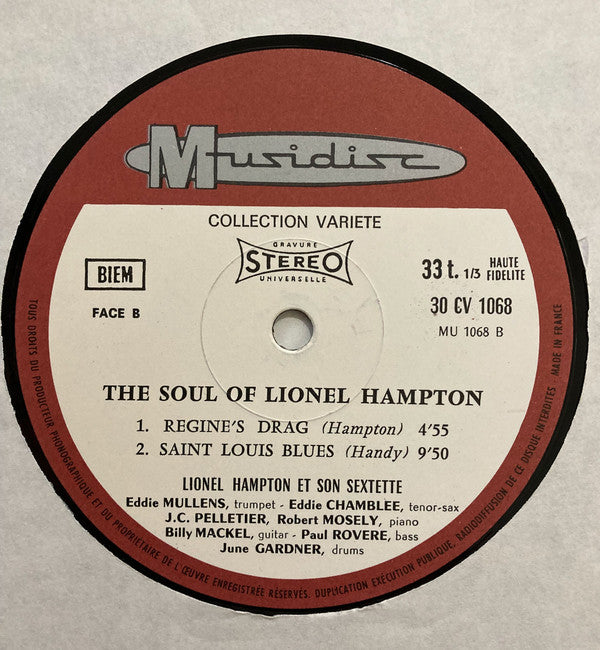 Musidisc
COLLECTION VARIETE
GRAVURE
STEREO
UNIVERSELLE
BIEM
FACE B
33 t. 1/3 HAUTE FIDELITE
30 CV 1068
MU 1068 B
THE SOUL OF LIONEL HAMPTON
1. REGINE'S DRAG (Hampton) 4'55
2. SAINT LOUIS BLUES (Handy) 9'50
LIONEL HAMPTON ET SON SEXTETTE
Eddie MULLENS, trumpet - Eddie CHAMBLEE, tenor-sax
J.C. PELLETIER, Robert MOSELY, piano
Billy MACKEL, guitar - Paul ROVERE, bass
June GARDNER, drums
TOUS DROITS DU PRODUCTEUR PHONOGRAPHIQUE ET DU PROPRIETAIRE DE L'ŒUVRE ENREGISTRÉE RÉSERVÉS. DUPLICATION EXÉCUTION PUBLIQUE, RADIODIFFUSION DE CE DISQUE INTERDITES - MADE IN FRANCE